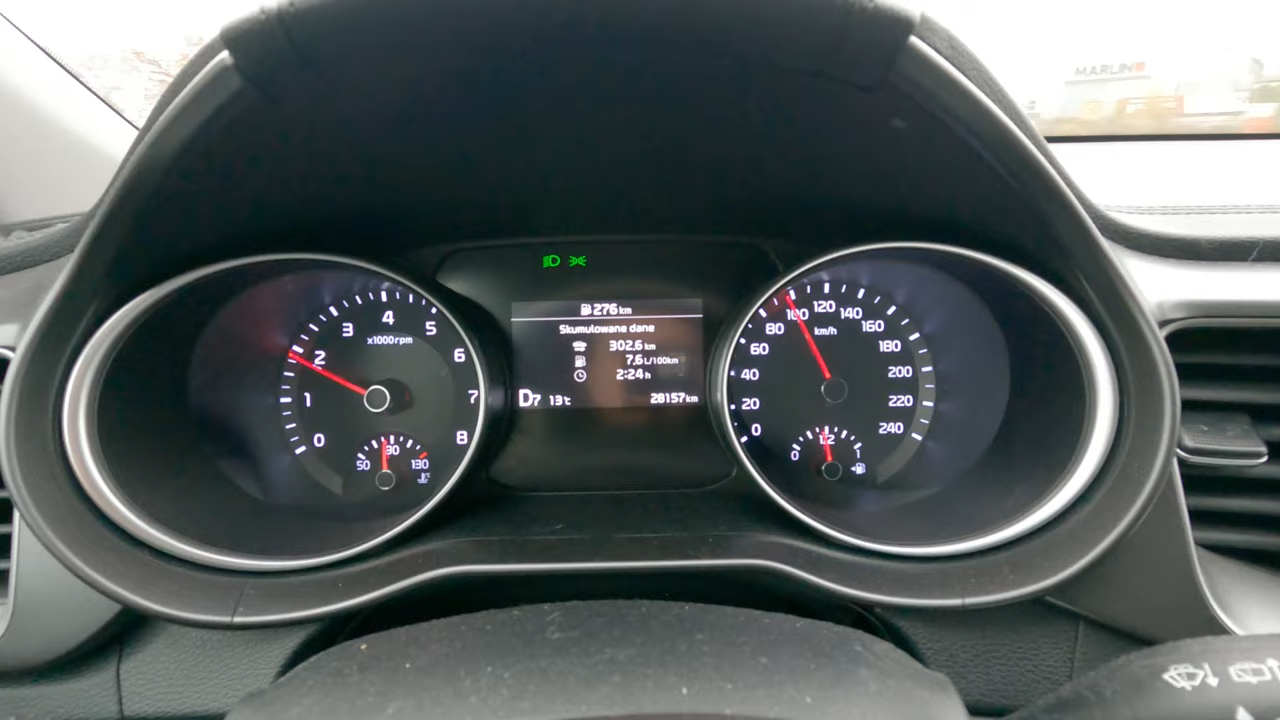 MARLIN
276 km
Skumulowane dane
302.6 km
7.6 L/100km
2:24 h
D7 13°C 28157 km
0 1 2 3 4 5 6 7 8
x1000rpm
50 90 130
°C
0 20 40 60 80 100 120 140 160 180 200 220 240
km/h
0 1/2 1